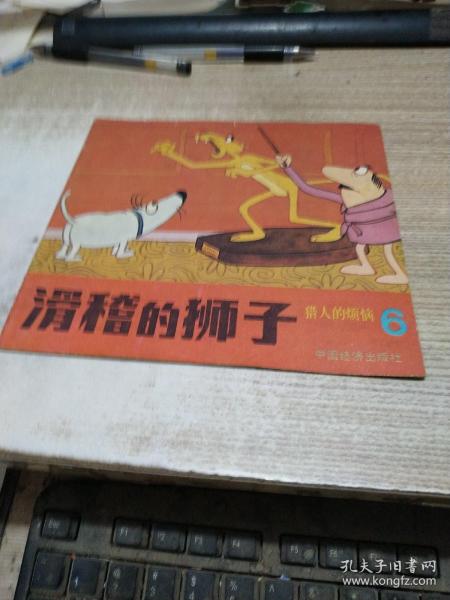 滑稽的狮子
猎人的烦恼
6
中国经济出版社
孔夫子旧书网
www.kongfz.com